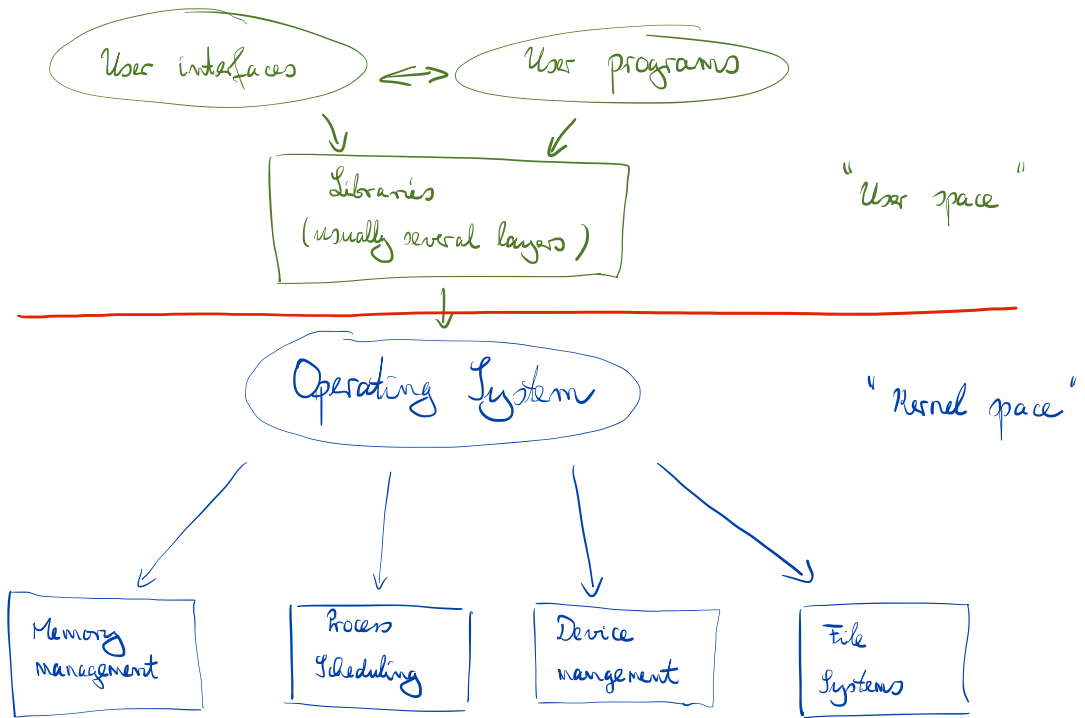 User interfaces
User programs
Libraries
(usually several layers)
"User space"
Operating System
"Kernel space"
Memory
management
Process
Scheduling
Device
mangement
File
Systems